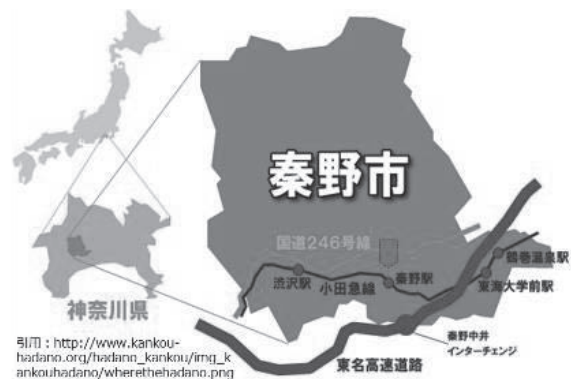 秦野市
国道246号線
鶴巻温泉駅
渋沢駅
小田急線
秦野駅
東海大学前駅
神奈川県
秦野中井
インターチェンジ
東名高速道路
引用：http://www.kankou-
hadano.org/hadano_kankou/img_k
ankouhadano/wherethehadano.png